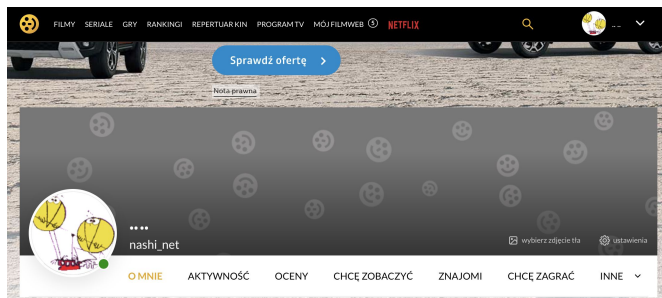 FILMY SERIALE GRY RANKINGI REPERTUAR KIN PROGRAM TV MÓJ FILMWEB 5 NETFLIX .. ..
Sprawdź ofertę
Nota prawna
.. ..
nashi_net
wybierz zdjęcie tła ustawienia
O MNIE AKTYWNOŚĆ OCENY CHCĘ ZOBACZYĆ ZNAJOMI CHCĘ ZAGRAĆ INNE